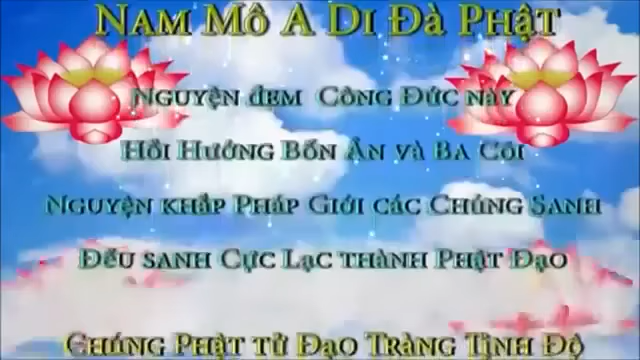 Nam Mô A Di Đà Phật
Nguyện đem Công Đức này
Hồi Hướng Bốn Ân và Ba Cõi
Nguyện khắp Pháp Giới các Chúng Sanh
Đều sanh Cực Lạc thành Phật Đạo
Chúng Phật tử Đạo Tràng Tịnh Độ